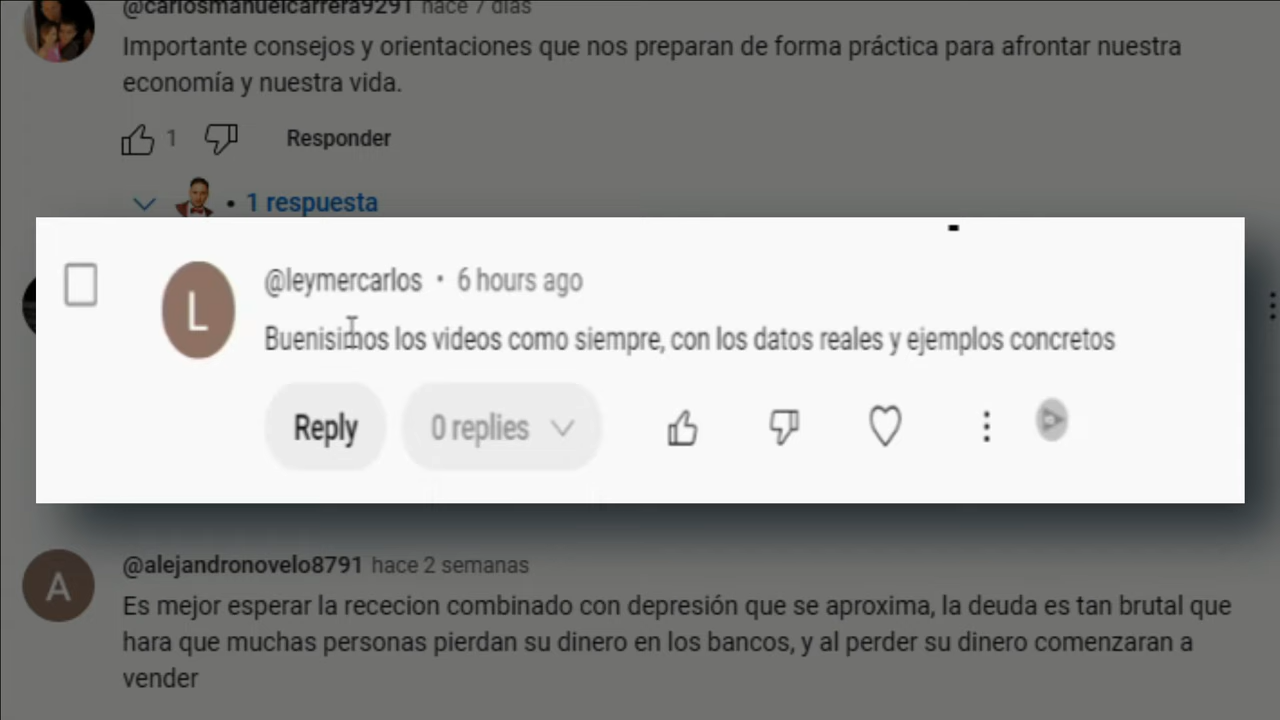 @carlosmanuelcarrera9291 hace 7 días
Importante consejos y orientaciones que nos preparan de forma práctica para afrontar nuestra
economía y nuestra vida.
1 Responder
• 1 respuesta
L
@leymercarlos • 6 hours ago
Buenisimos los videos como siempre, con los datos reales y ejemplos concretos
Reply 0 replies
A
@alejandronovelo8791 hace 2 semanas
Es mejor esperar la rececion combinado con depresión que se aproxima, la deuda es tan brutal que
hara que muchas personas pierdan su dinero en los bancos, y al perder su dinero comenzaran a
vender